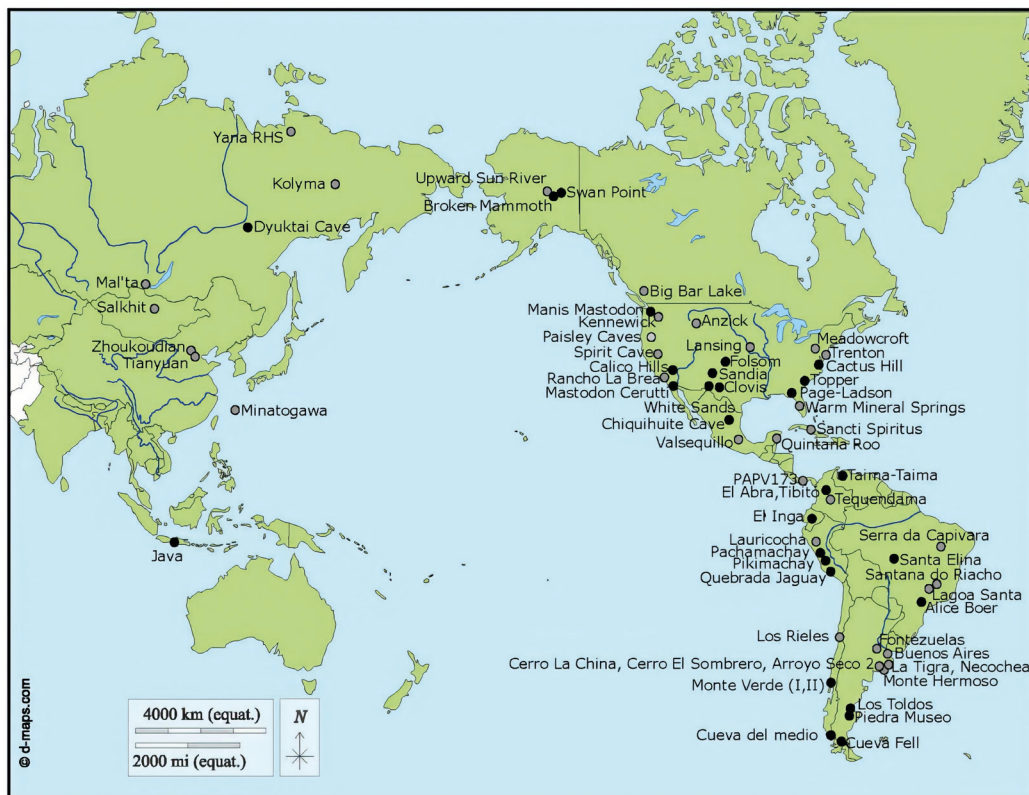 Yana RHS
Kolyma
Upward Sun River
Swan Point
Broken Mammoth
Dyuktai Cave
Mal'ta
Salkhit
Big Bar Lake
Manis Mastodon
Kennewick
Anzick
Paisley Caves
Lansing
Meadowcroft
Zhoukoudian
Trenton
Tianyuan
Spirit Cave
Folsom
Cactus Hill
Calico Hills
Sandia
Rancho La Brea
Topper
Mastodon Cerutti
Clovis
Page-Ladson
White Sands
Warm Mineral Springs
Minatogawa
Chiquihuite Cave
Sancti Spiritus
Valsequillo
Quintana Roo
PAPV173
Taima-Taima
El Abra,Tibitó
Tequendama
El Inga
Serra da Capivara
Lauricocha
Java
Pachamachay
Santa Elina
Pikimachay
Quebrada Jaguay
Santana do Riacho
Lagoa Santa
Alice Boer
Los Rieles
Fontezuelas
Buenos Aires
Cerro La China, Cerro El Sombrero, Arroyo Seco 2
La Tigra, Necochea
Monte Hermoso
Monte Verde (I,II)
Los Toldos
Piedra Museo
Cueva del medio
Cueva Fell
4000 km (equat.)
2000 mi (equat.)
N
© d-maps.com